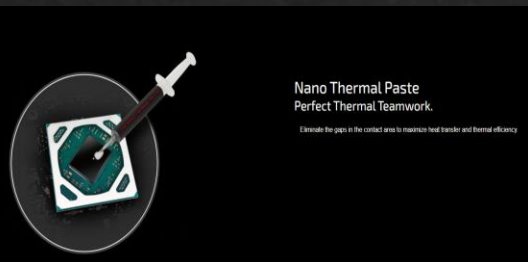 Nano Thermal Paste
Perfect Thermal Teamwork.
Eliminate the gaps in the contact area to maximize heat transfer and thermal efficiency